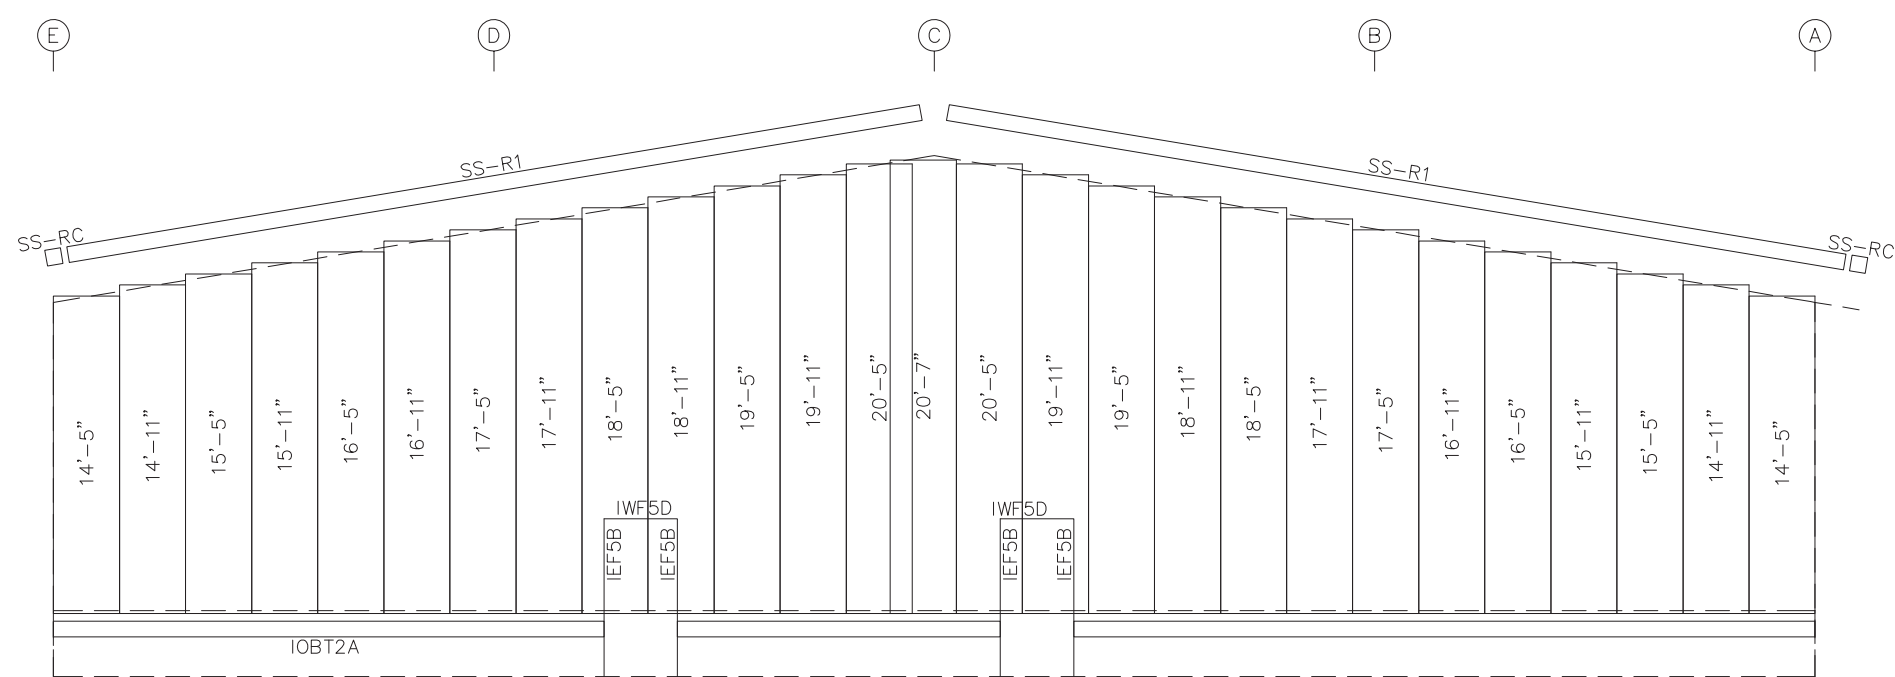 E
D
C
B
A
SS-R1
SS-R1
SS-RC
SS-RC
14'-5"
14'-11"
15'-5"
15'-11"
16'-5"
16'-11"
17'-5"
17'-11"
18'-5"
18'-11"
19'-5"
19'-11"
20'-5"
20'-7"
20'-5"
19'-11"
19'-5"
18'-11"
18'-5"
17'-11"
17'-5"
16'-11"
16'-5"
15'-11"
15'-5"
14'-11"
14'-5"
IWF5D
IWF5D
IEF5B
IEF5B
IEF5B
IEF5B
IOBT2A